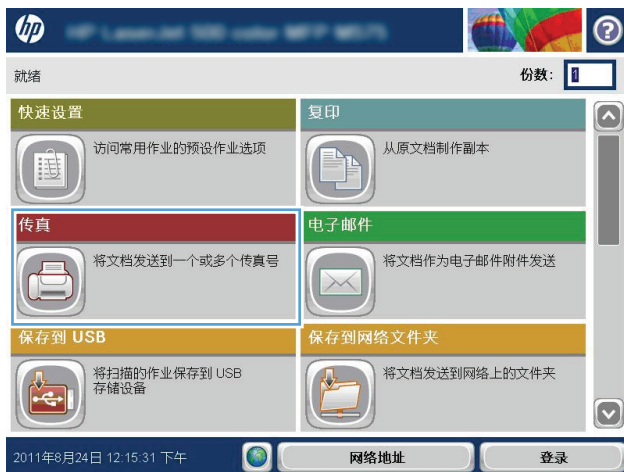 hp
就绪
份数: 1
快速设置
访问常用作业的预设作业选项
复印
从原文档制作副本
传真
将文档发送到一个或多个传真号
电子邮件
将文档作为电子邮件附件发送
保存到 USB
将扫描的作业保存到 USB
存储设备
保存到网络文件夹
将文档发送到网络上的文件夹
2011年8月24日 12:15:31 下午
网络地址
登录